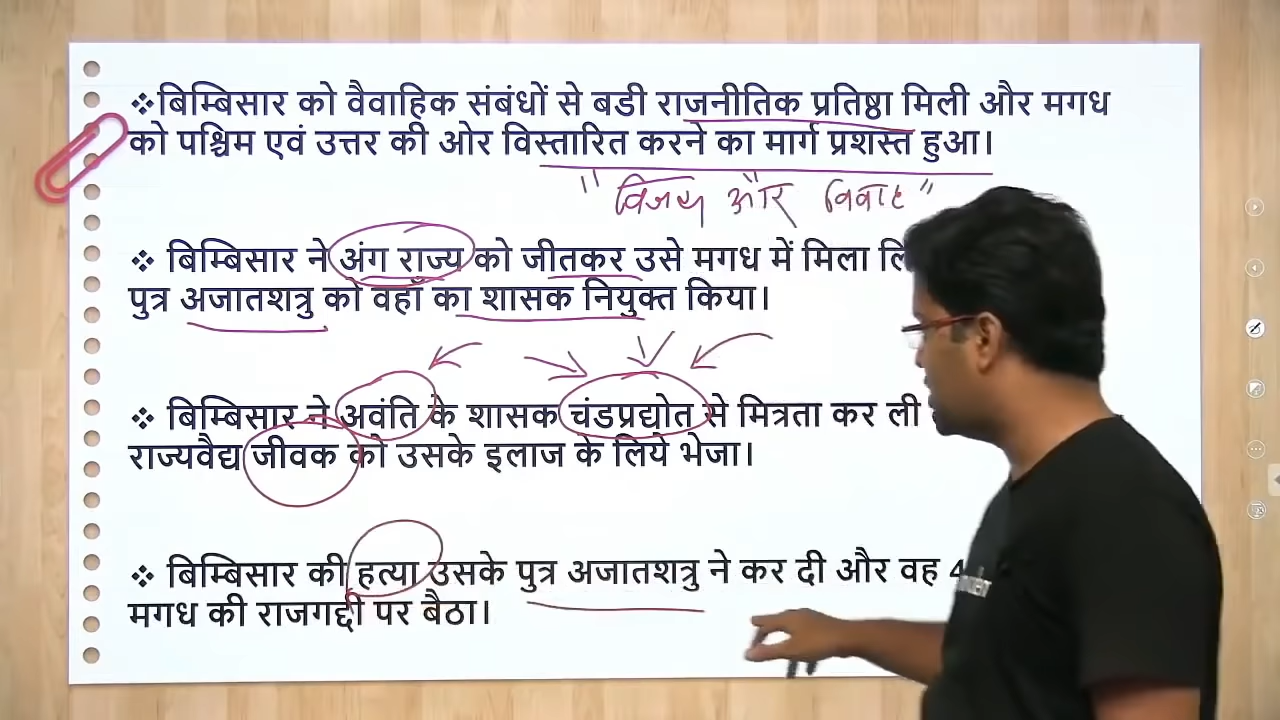 ❖बिम्बिसार को वैवाहिक संबंधों से बडी राजनीतिक प्रतिष्ठा मिली और मगध
को पश्चिम एवं उत्तर की ओर विस्तारित करने का मार्ग प्रशस्त हुआ।
"विजय और विवाह"
❖ बिम्बिसार ने अंग राज्य को जीतकर उसे मगध में मिला
पुत्र अजातशत्रु को वहाँ का शासक नियुक्त किया।
❖ बिम्बिसार ने अवंति के शासक चंडप्रद्योत से मित्रता कर ली
राज्यवैद्य जीवक को उसके इलाज के लिये भेजा।
❖ बिम्बिसार की हत्या उसके पुत्र अजातशत्रु ने कर दी और वह
मगध की राजगद्दी पर बैठा।